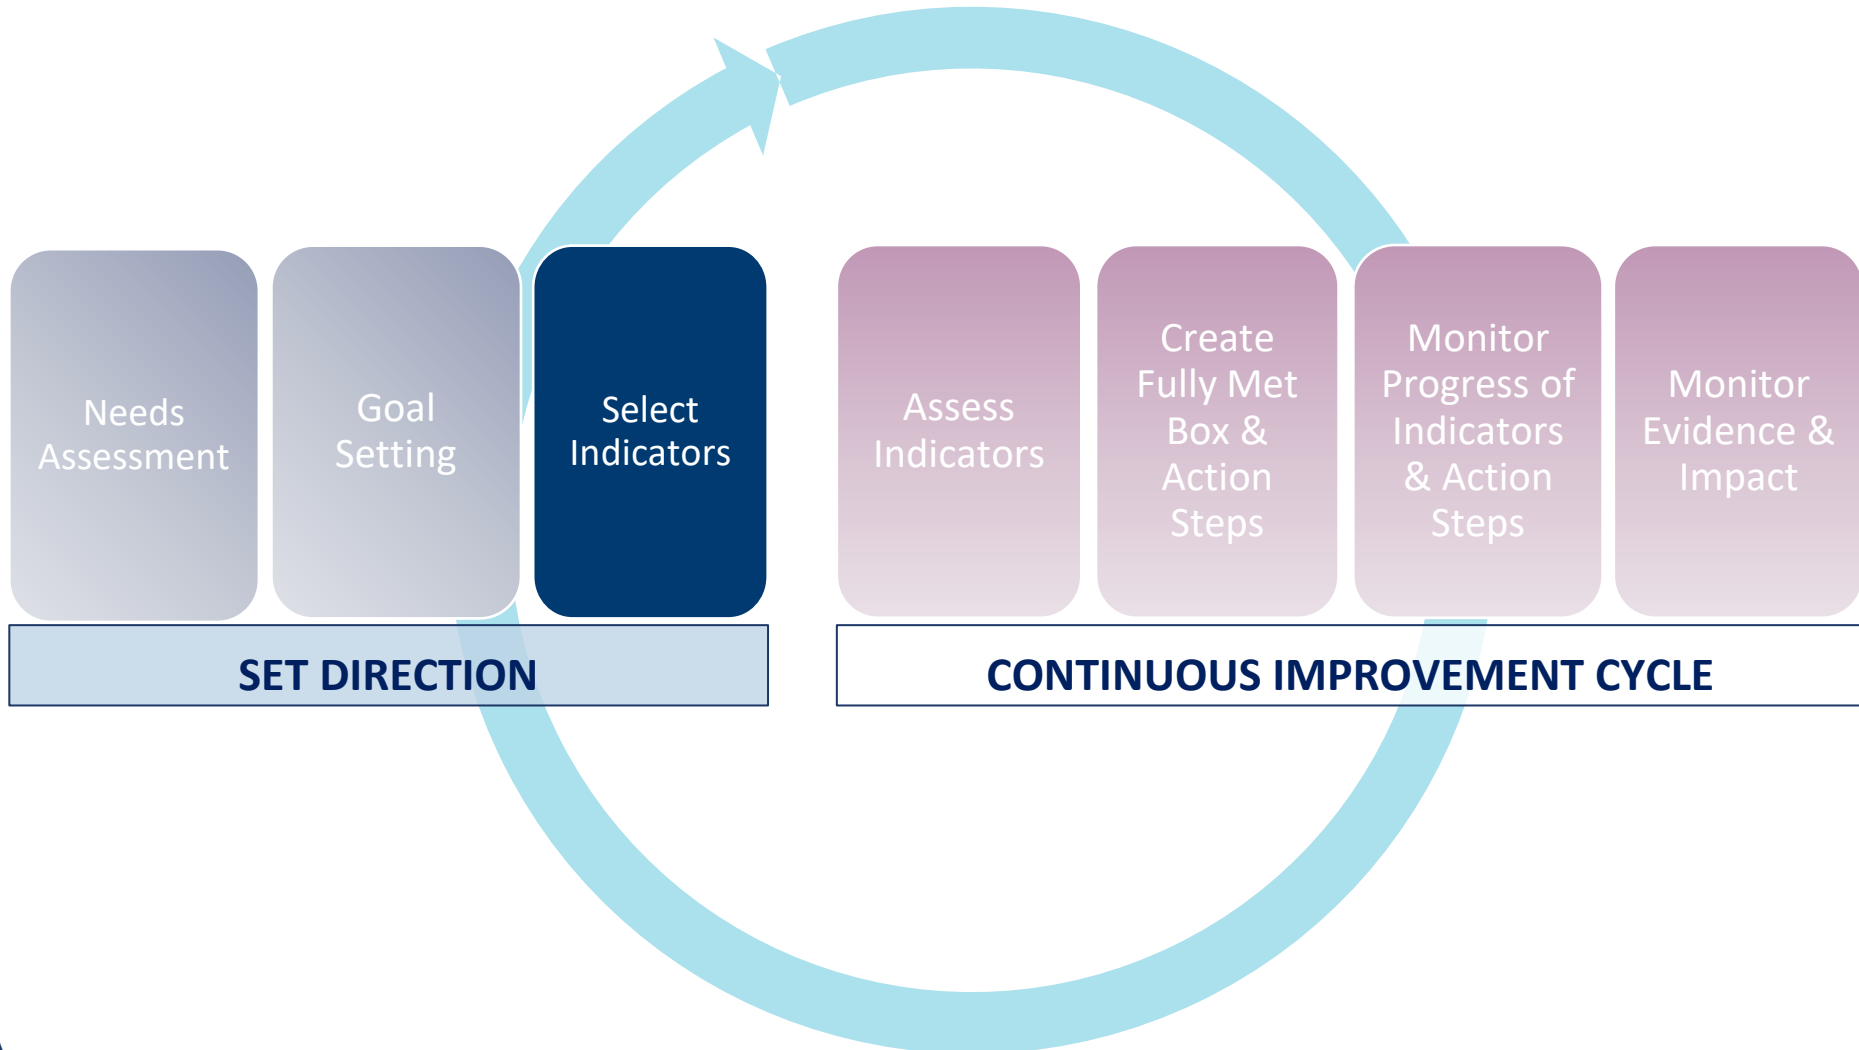 Needs
Assessment
Goal
Setting
Select
Indicators
Assess
Indicators
Create
Fully Met
Box &
Action
Steps
Monitor
Progress of
Indicators
& Action
Steps
Monitor
Evidence &
Impact
SET DIRECTION
CONTINUOUS IMPROVEMENT CYCLE